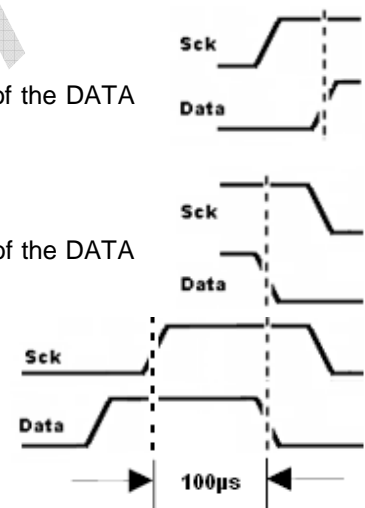 Sck
of the DATA
Data
Sck
of the DATA
Data
Sck
Data
100µs